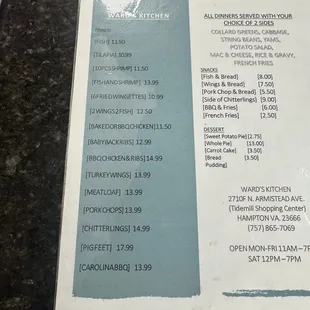 WARD'S KITCHEN
[FISH] 11.50
[TILAPIA] 10.99
[10PCSSHRIMP] 11.50
[FISHANDSHRIMP] 13.99
[6FRIEDWINGETTES] 10.99
[2WINGS2FISH] 12.50
[BAKEDORBBQCHICKEN]11.50
[BABYBACKRIBS] 12.99
[BBQCHICKEN&RIBS]14.99
[TURKEYWINGS] 13.99
[MEATLOAF] 13.99
[PORKCHOPS]13.99
[CHITTERLINGS] 14.99
[PIGFEET] 17.99
[CAROLINABBQ] 13.99
ALL DINNERS SERVED WITH YOUR
CHOICE OF 2 SIDES
COLLARD GREENS, CABBAGE,
STRING BEANS, YAMS,
POTATO SALAD,
MAC & CHEESE, RICE & GRAVY,
FRENCH FRIES
SNACKS
[Fish & Bread] [8.00]
[Wings & Bread] [7.50]
[Pork Chop & Bread] [5.50]
[Side of Chitterlings] [9.00]
[BBQ & Fries] [6.00]
[French Fries] [2.50]
DESSERT
[Sweet Potato Pie] [2.75]
[Whole Pie] [13.00]
[Carrot Cake] [3.50]
[Bread [3.50]
Pudding]
WARD'S KITCHEN
2710F N. ARMISTEAD AVE.
(Tidemill Shopping Center)
HAMPTON VA. 23666
(757) 865-7069
OPEN MON-FRI 11AM-7P
SAT 12PM-7PM